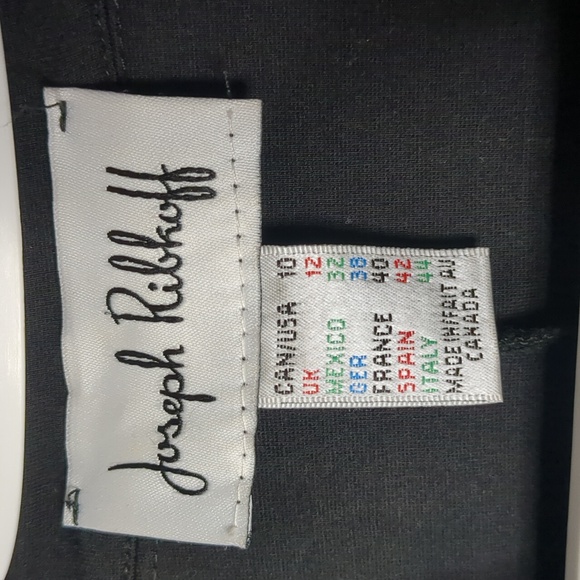 Joseph Ribkoff
CAN/USA 10
UK 12
MEXICO 32
GER 38
FRANCE 40
SPAIN 42
ITALY 44
MADE IN/FAIT AU
CANADA